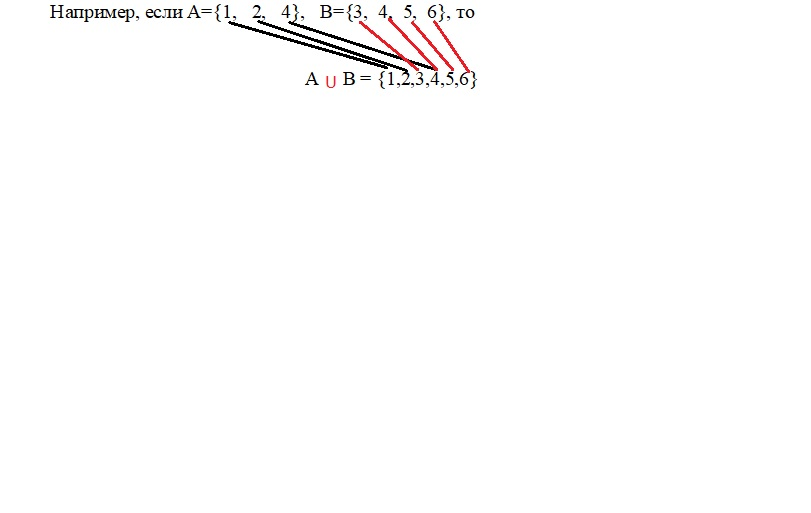 Например, если A={1, 2, 4}, B={3, 4, 5, 6}, то
A ∪ B = {1,2,3,4,5,6}